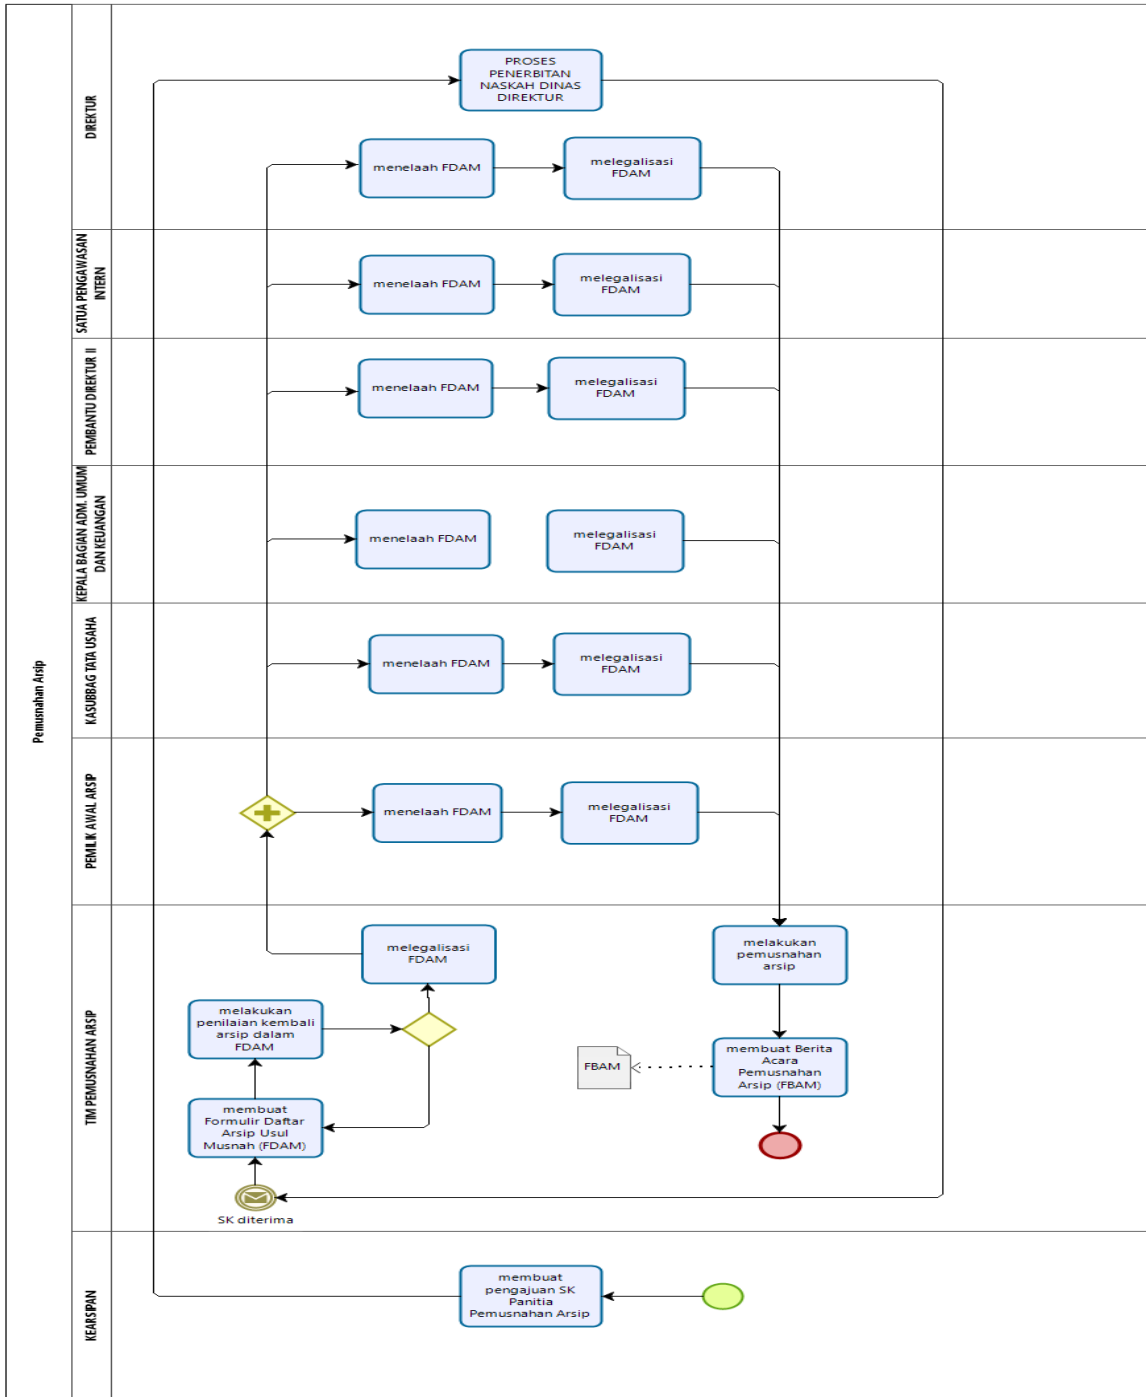 Pemusnahan Arsip
DIREKTUR
PROSES
PENERBITAN
NASKAH DINAS
DIREKTUR
menelaah FDAM
melegalisasi
FDAM
SATUA PENGAWASAN
INTERN
menelaah FDAM
melegalisasi
FDAM
PEMBANTU DIREKTUR II
menelaah FDAM
melegalisasi
FDAM
KEPALA BAGIAN ADM. UMUM
DAN KEUANGAN
menelaah FDAM
melegalisasi
FDAM
KASUBBAG TATA USAHA
menelaah FDAM
melegalisasi
FDAM
PEMILIK AWAL ARSIP
menelaah FDAM
melegalisasi
FDAM
TIM PEMUSNAHAN ARSIP
melegalisasi
FDAM
melakukan
pemusnahan
arsip
melakukan
penilaian kembali
arsip dalam
FDAM
FBAM
membuat Berita
Acara
Pemusnahan
Arsip (FBAM)
membuat
Formulir Daftar
Arsip Usul
Musnah (FDAM)
SK diterima
KEARSIPAN
membuat
pengajuan SK
Panitia
Pemusnahan Arsip